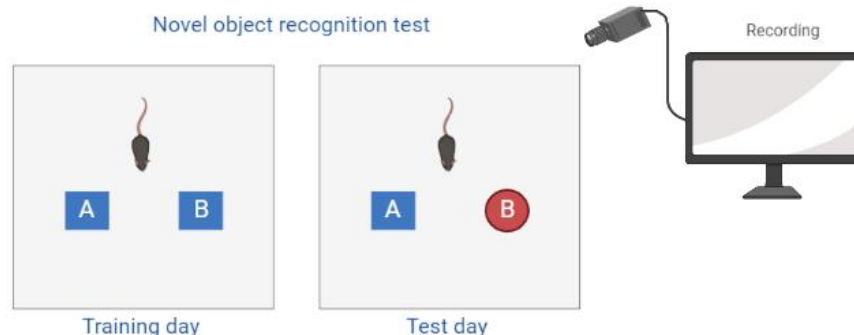 Novel object recognition test
Recording
A
B
A
B
Training day
Test day